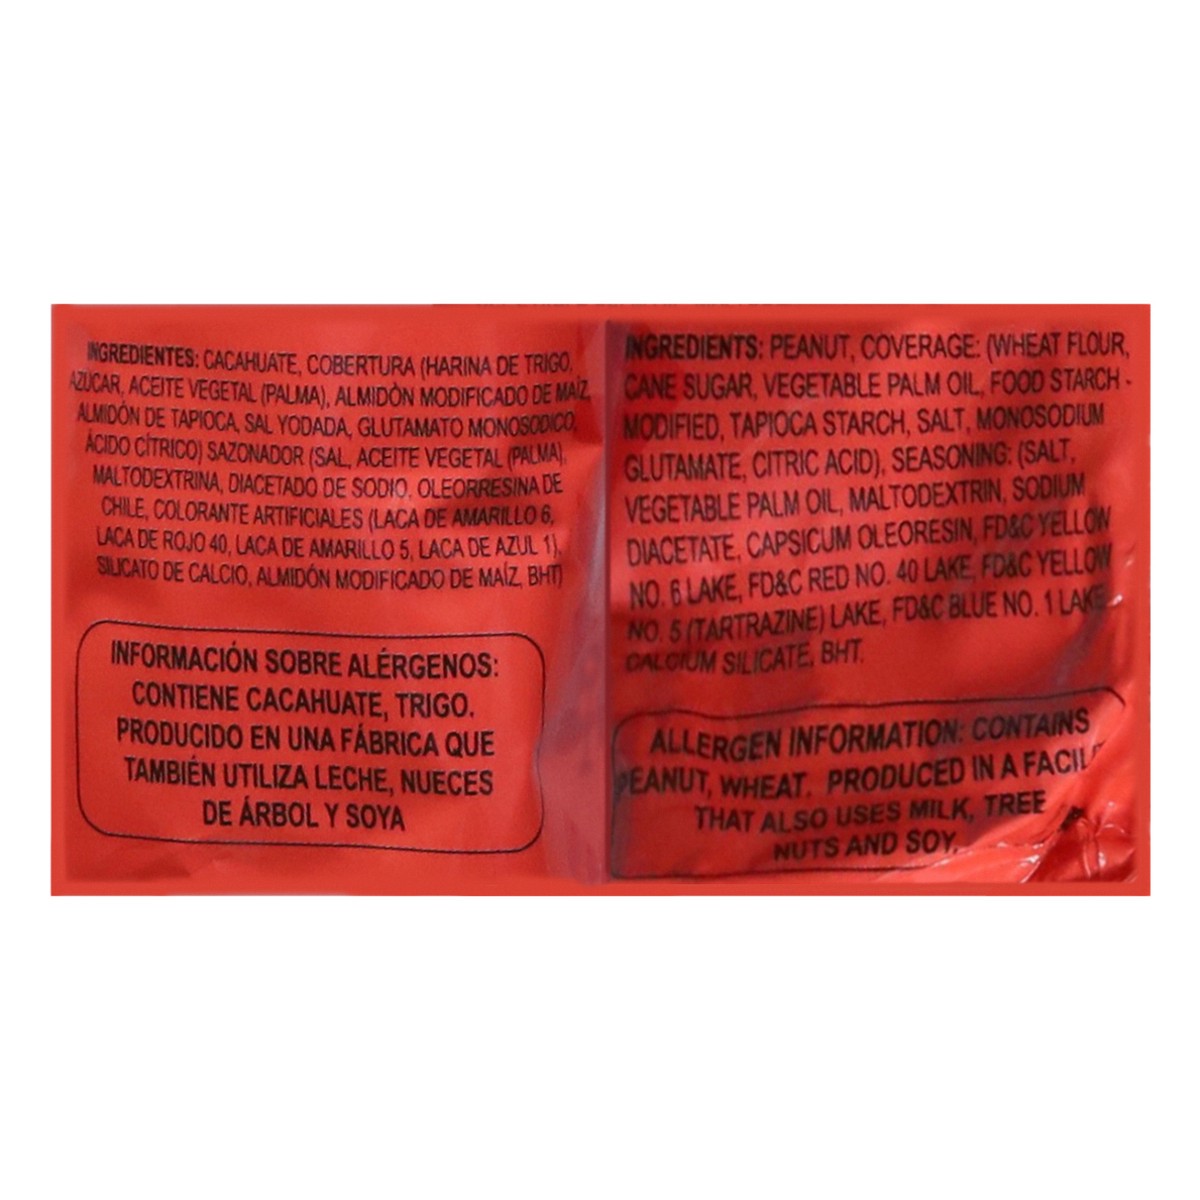 INGREDIENTES: CACAHUATE, COBERTURA (HARINA DE TRIGO,
AZÚCAR, ACEITE VEGETAL (PALMA), ALMIDÒN MODIFICADO DE MAÍZ,
ALMIDÓN DE TAPIOCA, SAL YODADA, GLUTAMATO MONOSODICO,
ÁCIDO CÍTRICO) SAZONADOR (SAL, ACEITE VEGETAL (PALMA),
MALTODEXTRINA, DIACETADO DE SODIO, OLEORRESINA DE
CHILE, COLORANTE ARTIFICIALES (LACA DE AMARILLO 6,
LACA DE ROJO 40, LACA DE AMARILLO 5, LACA DE AZUL 1),
SILICATO DE CALCIO, ALMIDÓN MODIFICADO DE MAÍZ, BHT)
INFORMACIÓN SOBRE ALÉRGENOS:
CONTIENE CACAHUATE, TRIGO.
PRODUCIDO EN UNA FÁBRICA QUE
TAMBIÉN UTILIZA LECHE, NUECES
DE ÁRBOL Y SOYA
INGREDIENTS: PEANUT, COVERAGE: (WHEAT FLOUR,
CANE SUGAR, VEGETABLE PALM OIL, FOOD STARCH -
MODIFIED, TAPIOCA STARCH, SALT, MONOSODIUM
GLUTAMATE, CITRIC ACID), SEASONING: (SALT,
VEGETABLE PALM OIL, MALTODEXTRIN, SODIUM
DIACETATE, CAPSICUM OLEORESIN, FD&C YELLOW
NO. 6 LAKE, FD&C RED NO. 40 LAKE, FD&C YELLOW
NO. 5 (TARTRAZINE) LAKE, FD&C BLUE NO. 1 LAKE,
CALCIUM SILICATE, BHT.
ALLERGEN INFORMATION: CONTAINS
PEANUT, WHEAT. PRODUCED IN A FACILIT
THAT ALSO USES MILK, TREE
NUTS AND SOY.